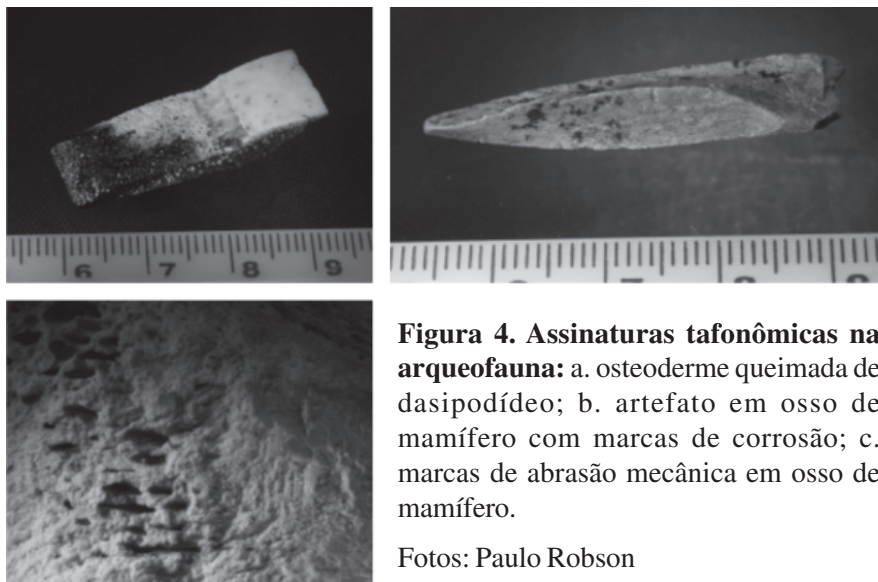 6 7 8 9
Figura 4. Assinaturas tafonômicas na
arqueofauna: a. osteoderme queimada de
dasipodídeo; b. artefato em osso de
mamífero com marcas de corrosão; c.
marcas de abrasão mecânica em osso de
mamífero.
Fotos: Paulo Robson